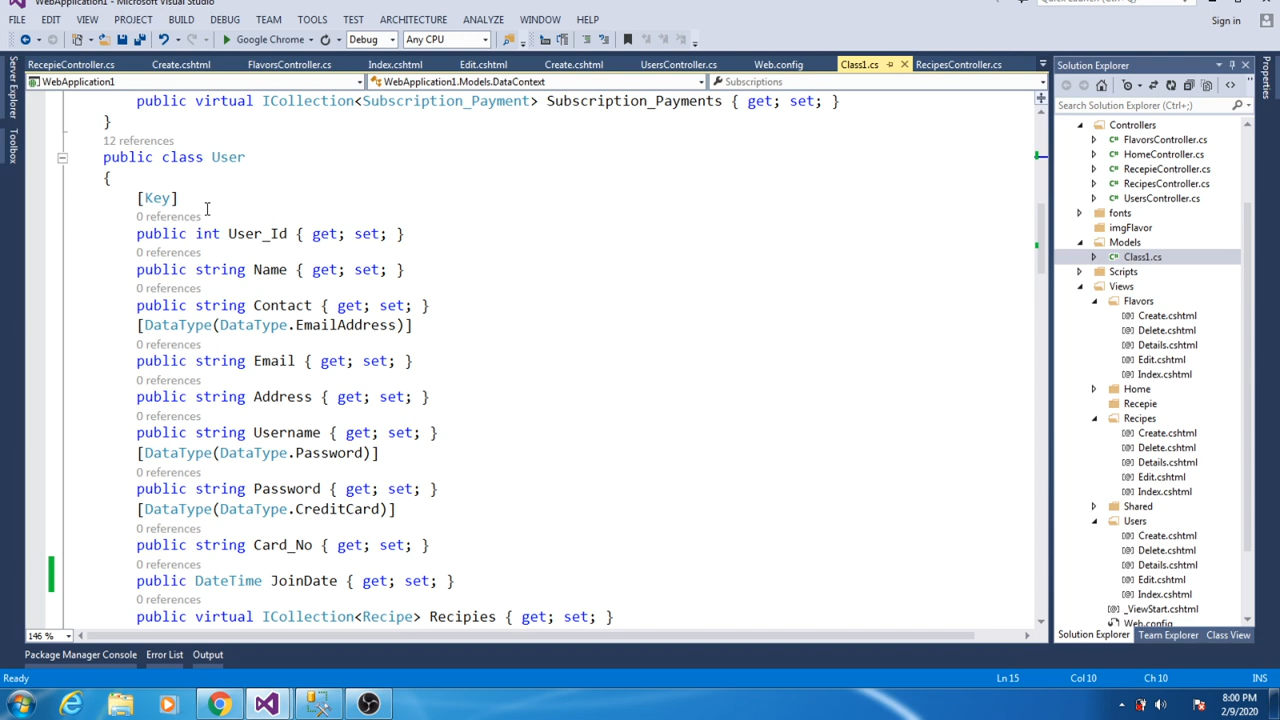 WebApplication1 - Microsoft Visual Studio
Quick Launch (Ctrl+Q)
FILE EDIT VIEW PROJECT BUILD DEBUG TEAM TOOLS TEST ARCHITECTURE ANALYZE WINDOW HELP
Sign in
Google Chrome Debug Any CPU
RecepieController.cs Create.cshtml FlavorsController.cs Index.cshtml Edit.cshtml Create.cshtml UsersController.cs Web.config Class1.cs RecipesController.cs
WebApplication1 WebApplication1.Models.DataContext Subscriptions
public virtual ICollection<Subscription_Payment> Subscription_Payments { get; set; }
}
12 references
public class User
{
[Key]
0 references
public int User_Id { get; set; }
0 references
public string Name { get; set; }
0 references
public string Contact { get; set; }
[DataType(DataType.EmailAddress)]
0 references
public string Email { get; set; }
0 references
public string Address { get; set; }
0 references
public string Username { get; set; }
[DataType(DataType.Password)]
0 references
public string Password { get; set; }
[DataType(DataType.CreditCard)]
0 references
public string Card_No { get; set; }
0 references
public DateTime JoinDate { get; set; }
0 references
public virtual ICollection<Recipe> Recipies { get; set; }
146 %
Server Explorer
Toolbox
Solution Explorer
Search Solution Explorer (Ctrl+;)
Controllers
FlavorsController.cs
HomeController.cs
RecepieController.cs
RecipesController.cs
UsersController.cs
fonts
imgFlavor
Models
Class1.cs
Scripts
Views
Flavors
Create.cshtml
Delete.cshtml
Details.cshtml
Edit.cshtml
Index.cshtml
Home
Recepie
Recipes
Create.cshtml
Delete.cshtml
Details.cshtml
Edit.cshtml
Index.cshtml
Shared
Users
Create.cshtml
Delete.cshtml
Details.cshtml
Edit.cshtml
Index.cshtml
_ViewStart.cshtml
Web.config
Solution Explorer Team Explorer Class View
Properties
Package Manager Console Error List Output
Ready Ln 15 Col 10 Ch 10 INS
8:00 PM
2/9/2020